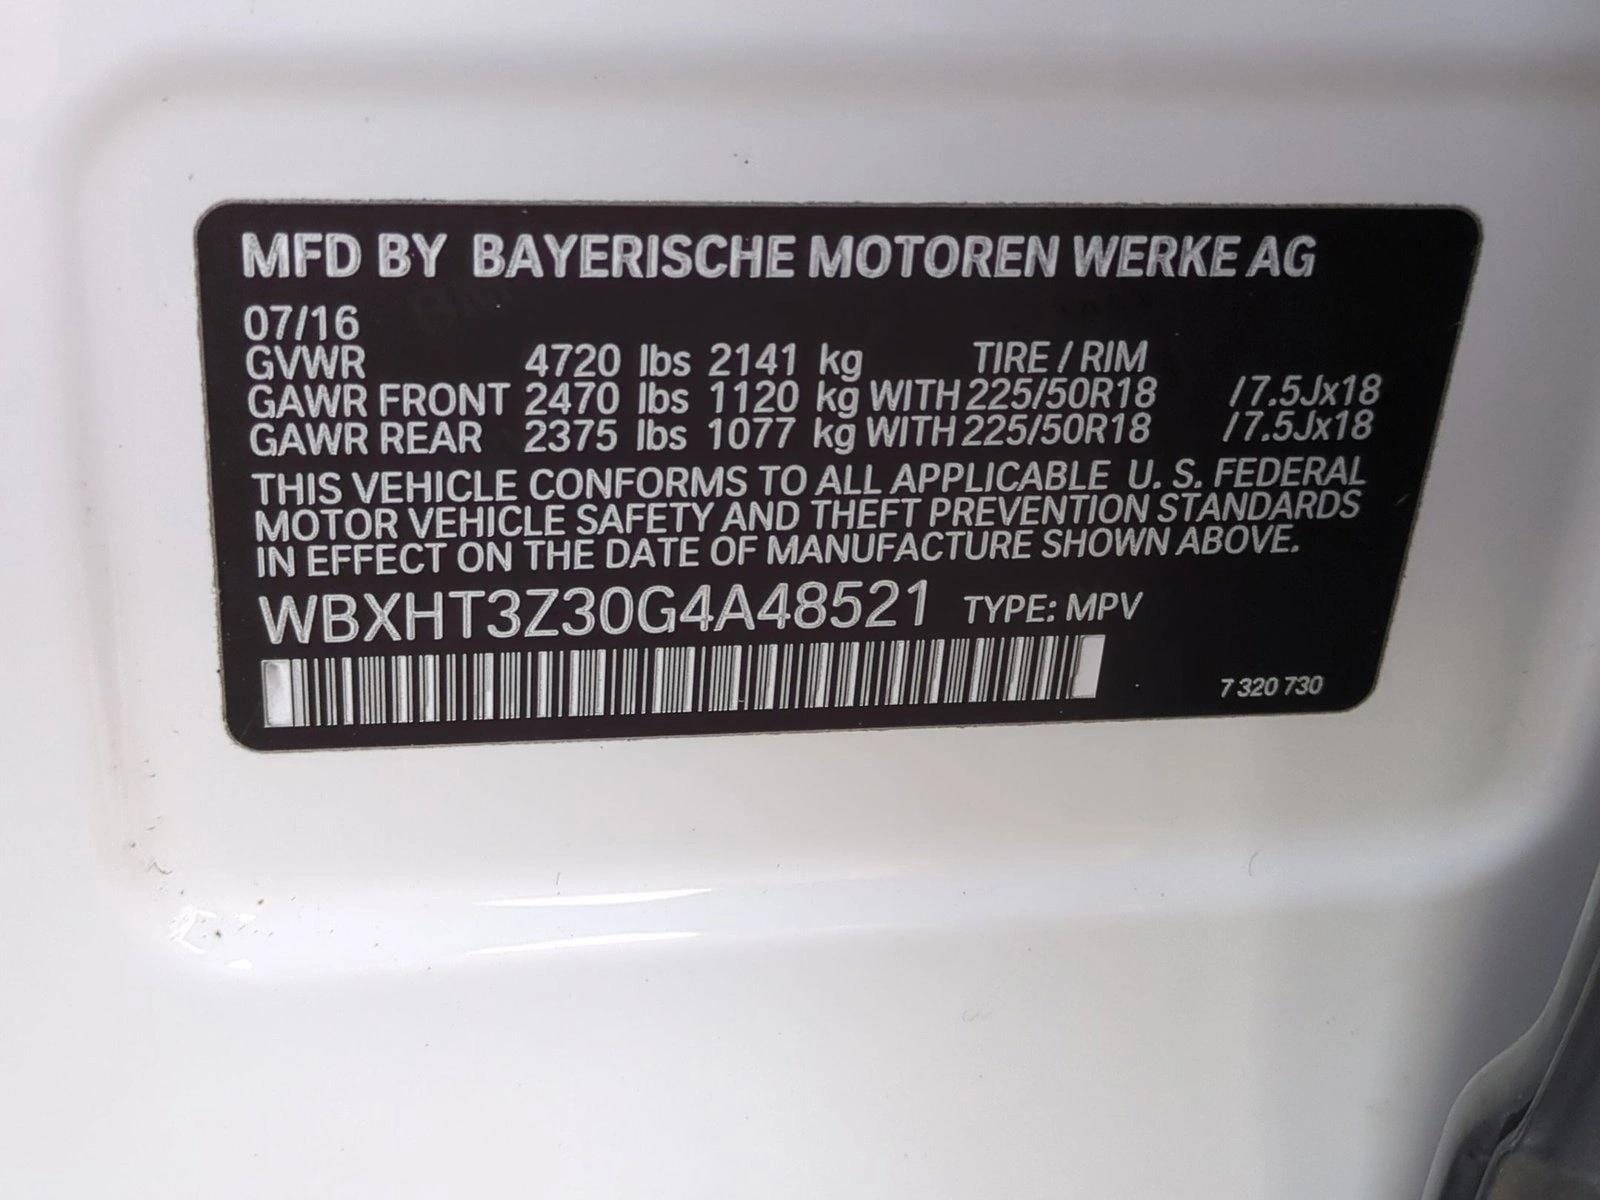 MFD BY BAYERISCHE MOTOREN WERKE AG
07/16
GVWR 4720 lbs 2141 kg TIRE / RIM
GAWR FRONT 2470 lbs 1120 kg WITH 225/50R18 /7.5Jx18
GAWR REAR 2375 lbs 1077 kg WITH 225/50R18 /7.5Jx18
THIS VEHICLE CONFORMS TO ALL APPLICABLE U. S. FEDERAL
MOTOR VEHICLE SAFETY AND THEFT PREVENTION STANDARDS
IN EFFECT ON THE DATE OF MANUFACTURE SHOWN ABOVE.
WBXHT3Z30G4A48521 TYPE: MPV
7 320 730